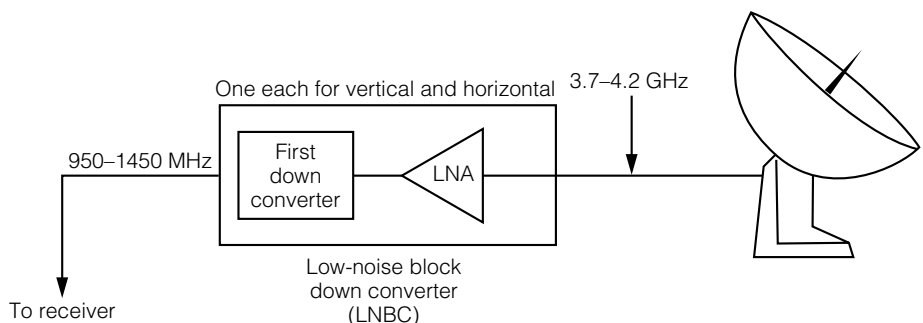 One each for vertical and horizontal
3.7–4.2 GHz
950–1450 MHz
First
down
converter
LNA
Low-noise block
down converter
(LNBC)
To receiver